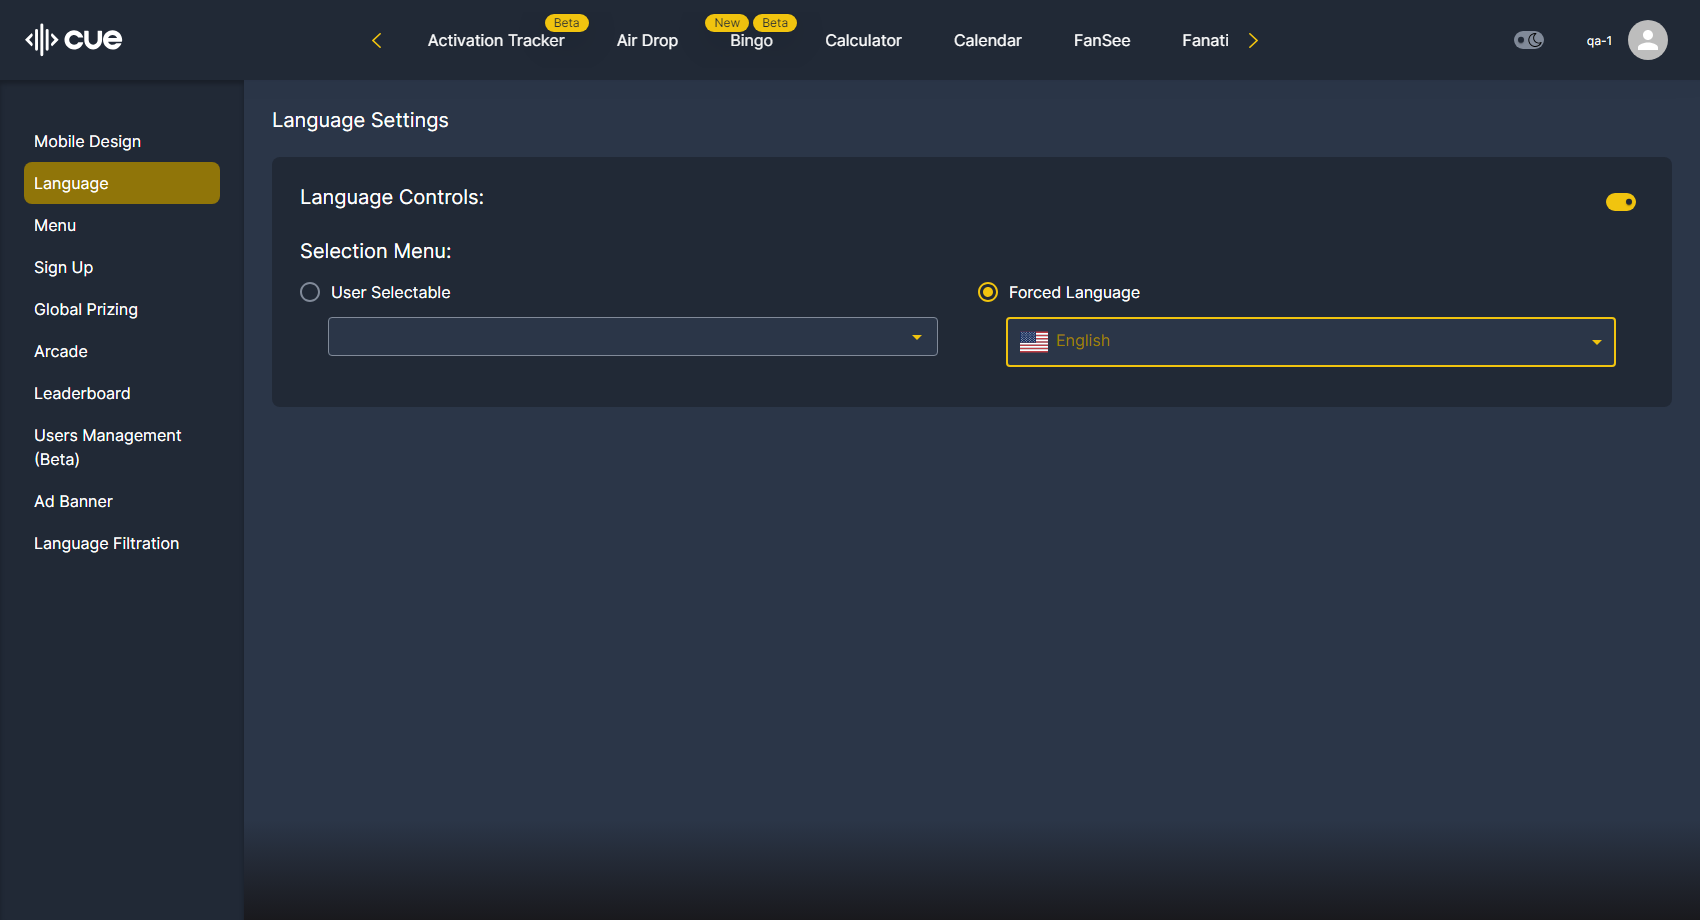 cue
Beta
New
Beta
Activation Tracker
Air Drop
Bingo
Calculator
Calendar
FanSee
Fanati
qa-1
Mobile Design
Language
Menu
Sign Up
Global Prizing
Arcade
Leaderboard
Users Management
(Beta)
Ad Banner
Language Filtration
Language Settings
Language Controls:
Selection Menu:
User Selectable
Forced Language
English